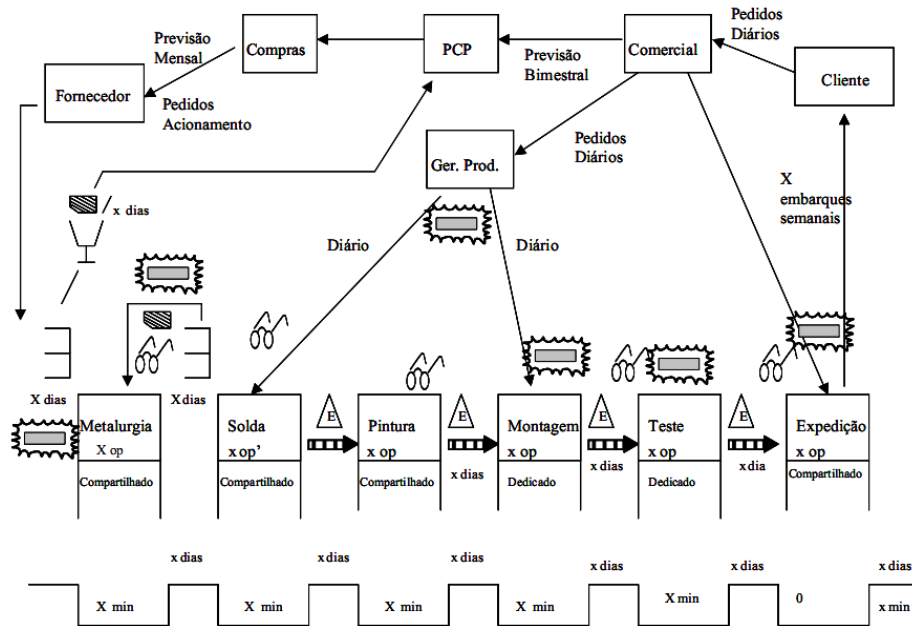 Pedidos
Diários
Previsão
Mensal
Compras
PCP
Comercial
Previsão
Bimestral
Cliente
Fornecedor
Pedidos
Acionamento
Pedidos
Diários
Ger. Prod.
X
embarques
semanais
x dias
Diário
Diário
X dias
X dias
Metalurgia
X op
Compartilhado
Solda
x op’
Compartilhado
E
Pintura
x op
Compartilhado
E
x dias
Montagem
x op
Dedicado
E
x dias
Teste
x op
Dedicado
E
x dia
Expedição
x op
Compartilhado
x dias
x dias
x dias
x dias
x dias
x dias
X min
X min
X min
X min
X min
0
x min